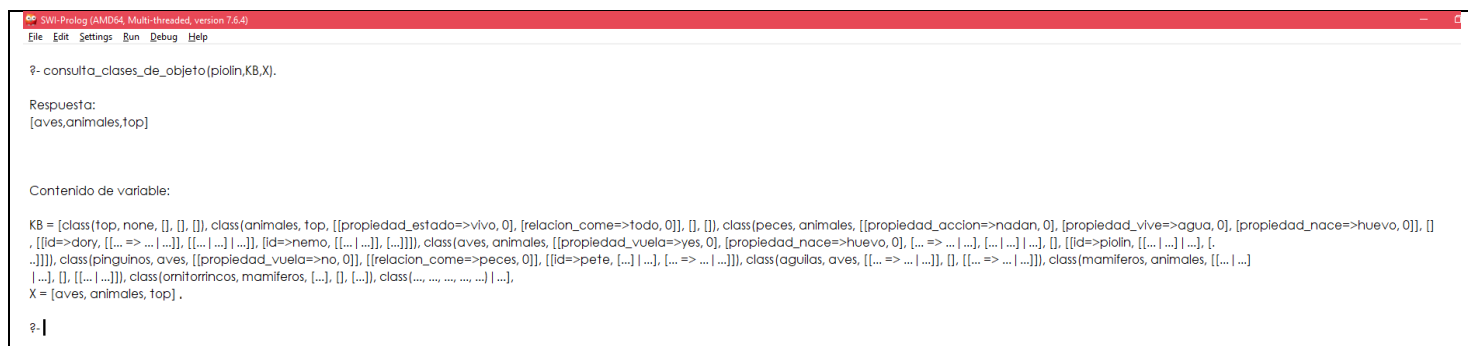 SWI-Prolog (AMD64, Multi-threaded, version 7.6.4)
File Edit Settings Run Debug Help
?- consulta_clases_de_objeto(piolin,KB,X).
Respuesta:
[aves,animales,top]
Contenido de variable:
KB = [class(top, none, [], [], []), class(animales, top, [[propiedad_estado=>vivo, 0], [relacion_come=>todo, 0]], [], []), class(peces, animales, [[propiedad_accion=>nadan, 0], [propiedad_vive=>agua, 0], [propiedad_nace=>huevo, 0]], []
, [[id=>dory, [[... => ...|...]], [[...|...]|...]], [id=>nemo, [[...|...]], [...]]]), class(aves, animales, [[propiedad_vuela=>yes, 0], [propiedad_nace=>huevo, 0], [... => ...|...], [...|...]|...], [], [[id=>piolin, [[...|...]|...], [.
..]]]), class(pinguinos, aves, [[propiedad_vuela=>no, 0]], [[relacion_come=>peces, 0]], [[id=>pete, [...]|...], [... => ...|...]]), class(aguilas, aves, [[... => ...|...]], [], [[... => ...|...]]), class(mamiferos, animales, [[...|...]
|...], [], [[...|...]]), class(ornitorrincos, mamiferos, [...], [], [...]), class(..., ..., ..., ..., ...)|...],
X = [aves, animales, top] .
?-